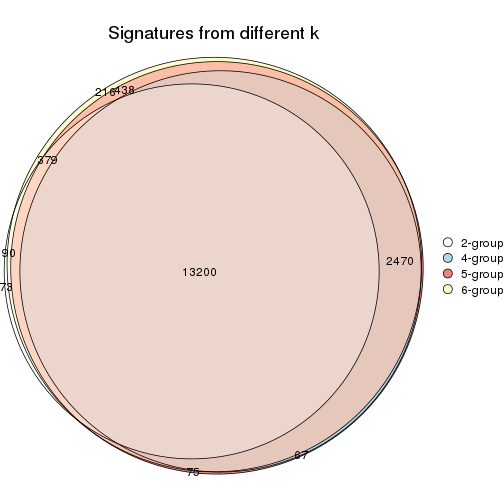 Signatures from different k
216
438
379
90
73
13200
2470
67
75
2-group
4-group
5-group
6-group